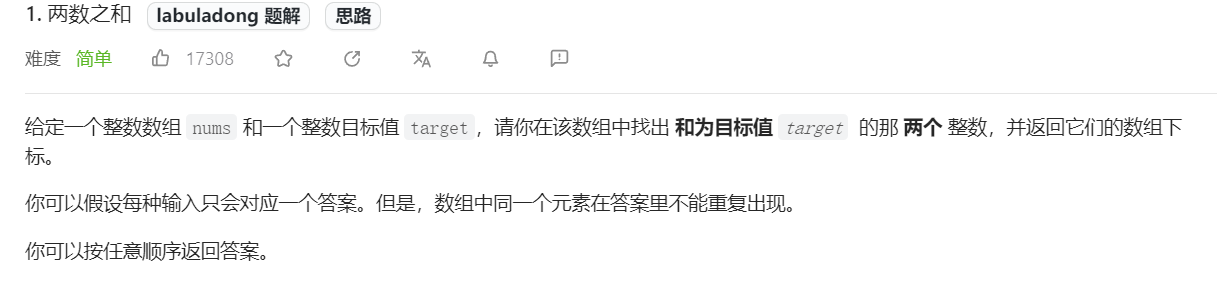 1. 两数之和 labuladong 题解 思路
难度 简单 17308
给定一个整数数组 nums 和一个整数目标值 target，请你在该数组中找出 和为目标值 target 的那 两个 整数，并返回它们的数组下
标。
你可以假设每种输入只会对应一个答案。但是，数组中同一个元素在答案里不能重复出现。
你可以按任意顺序返回答案。